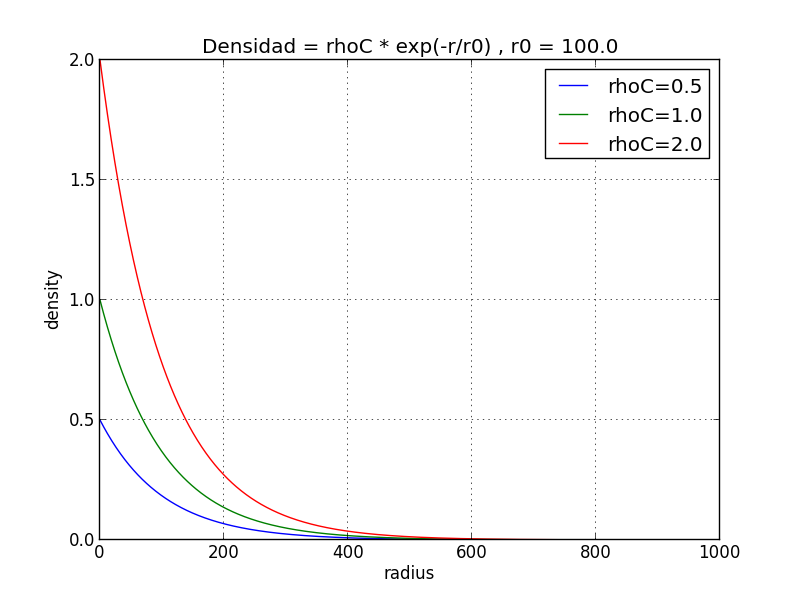 Densidad = rhoC * exp(-r/r0) , r0 = 100.0
rhoC=0.5
rhoC=1.0
rhoC=2.0
density
2.0
1.5
1.0
0.5
0.0
0 200 400 600 800 1000
radius